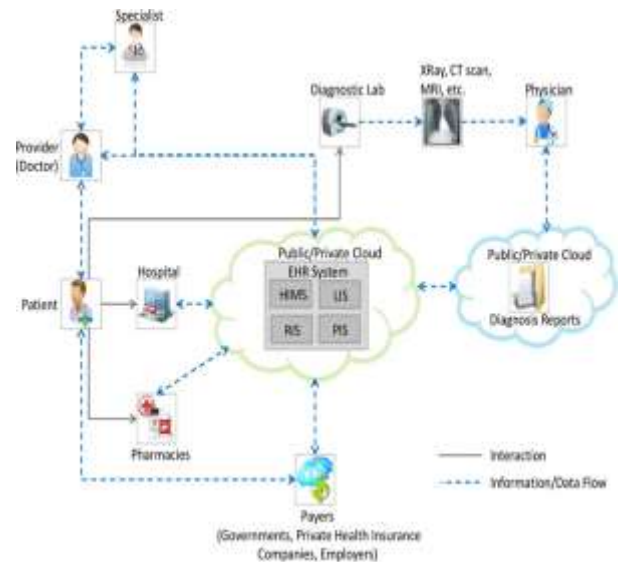 Specialist
Provider
(Doctor)
Patient
Hospital
Pharmacies
Diagnostic Lab
XRay, CT scan,
MRI, etc.
Physician
Public/Private Cloud
EHR System
HIMS
LIS
RIS
PIS
Public/Private Cloud
Diagnosis Reports
Payers
(Governments, Private Health Insurance
Companies, Employers)
Interaction
Information/Data Flow